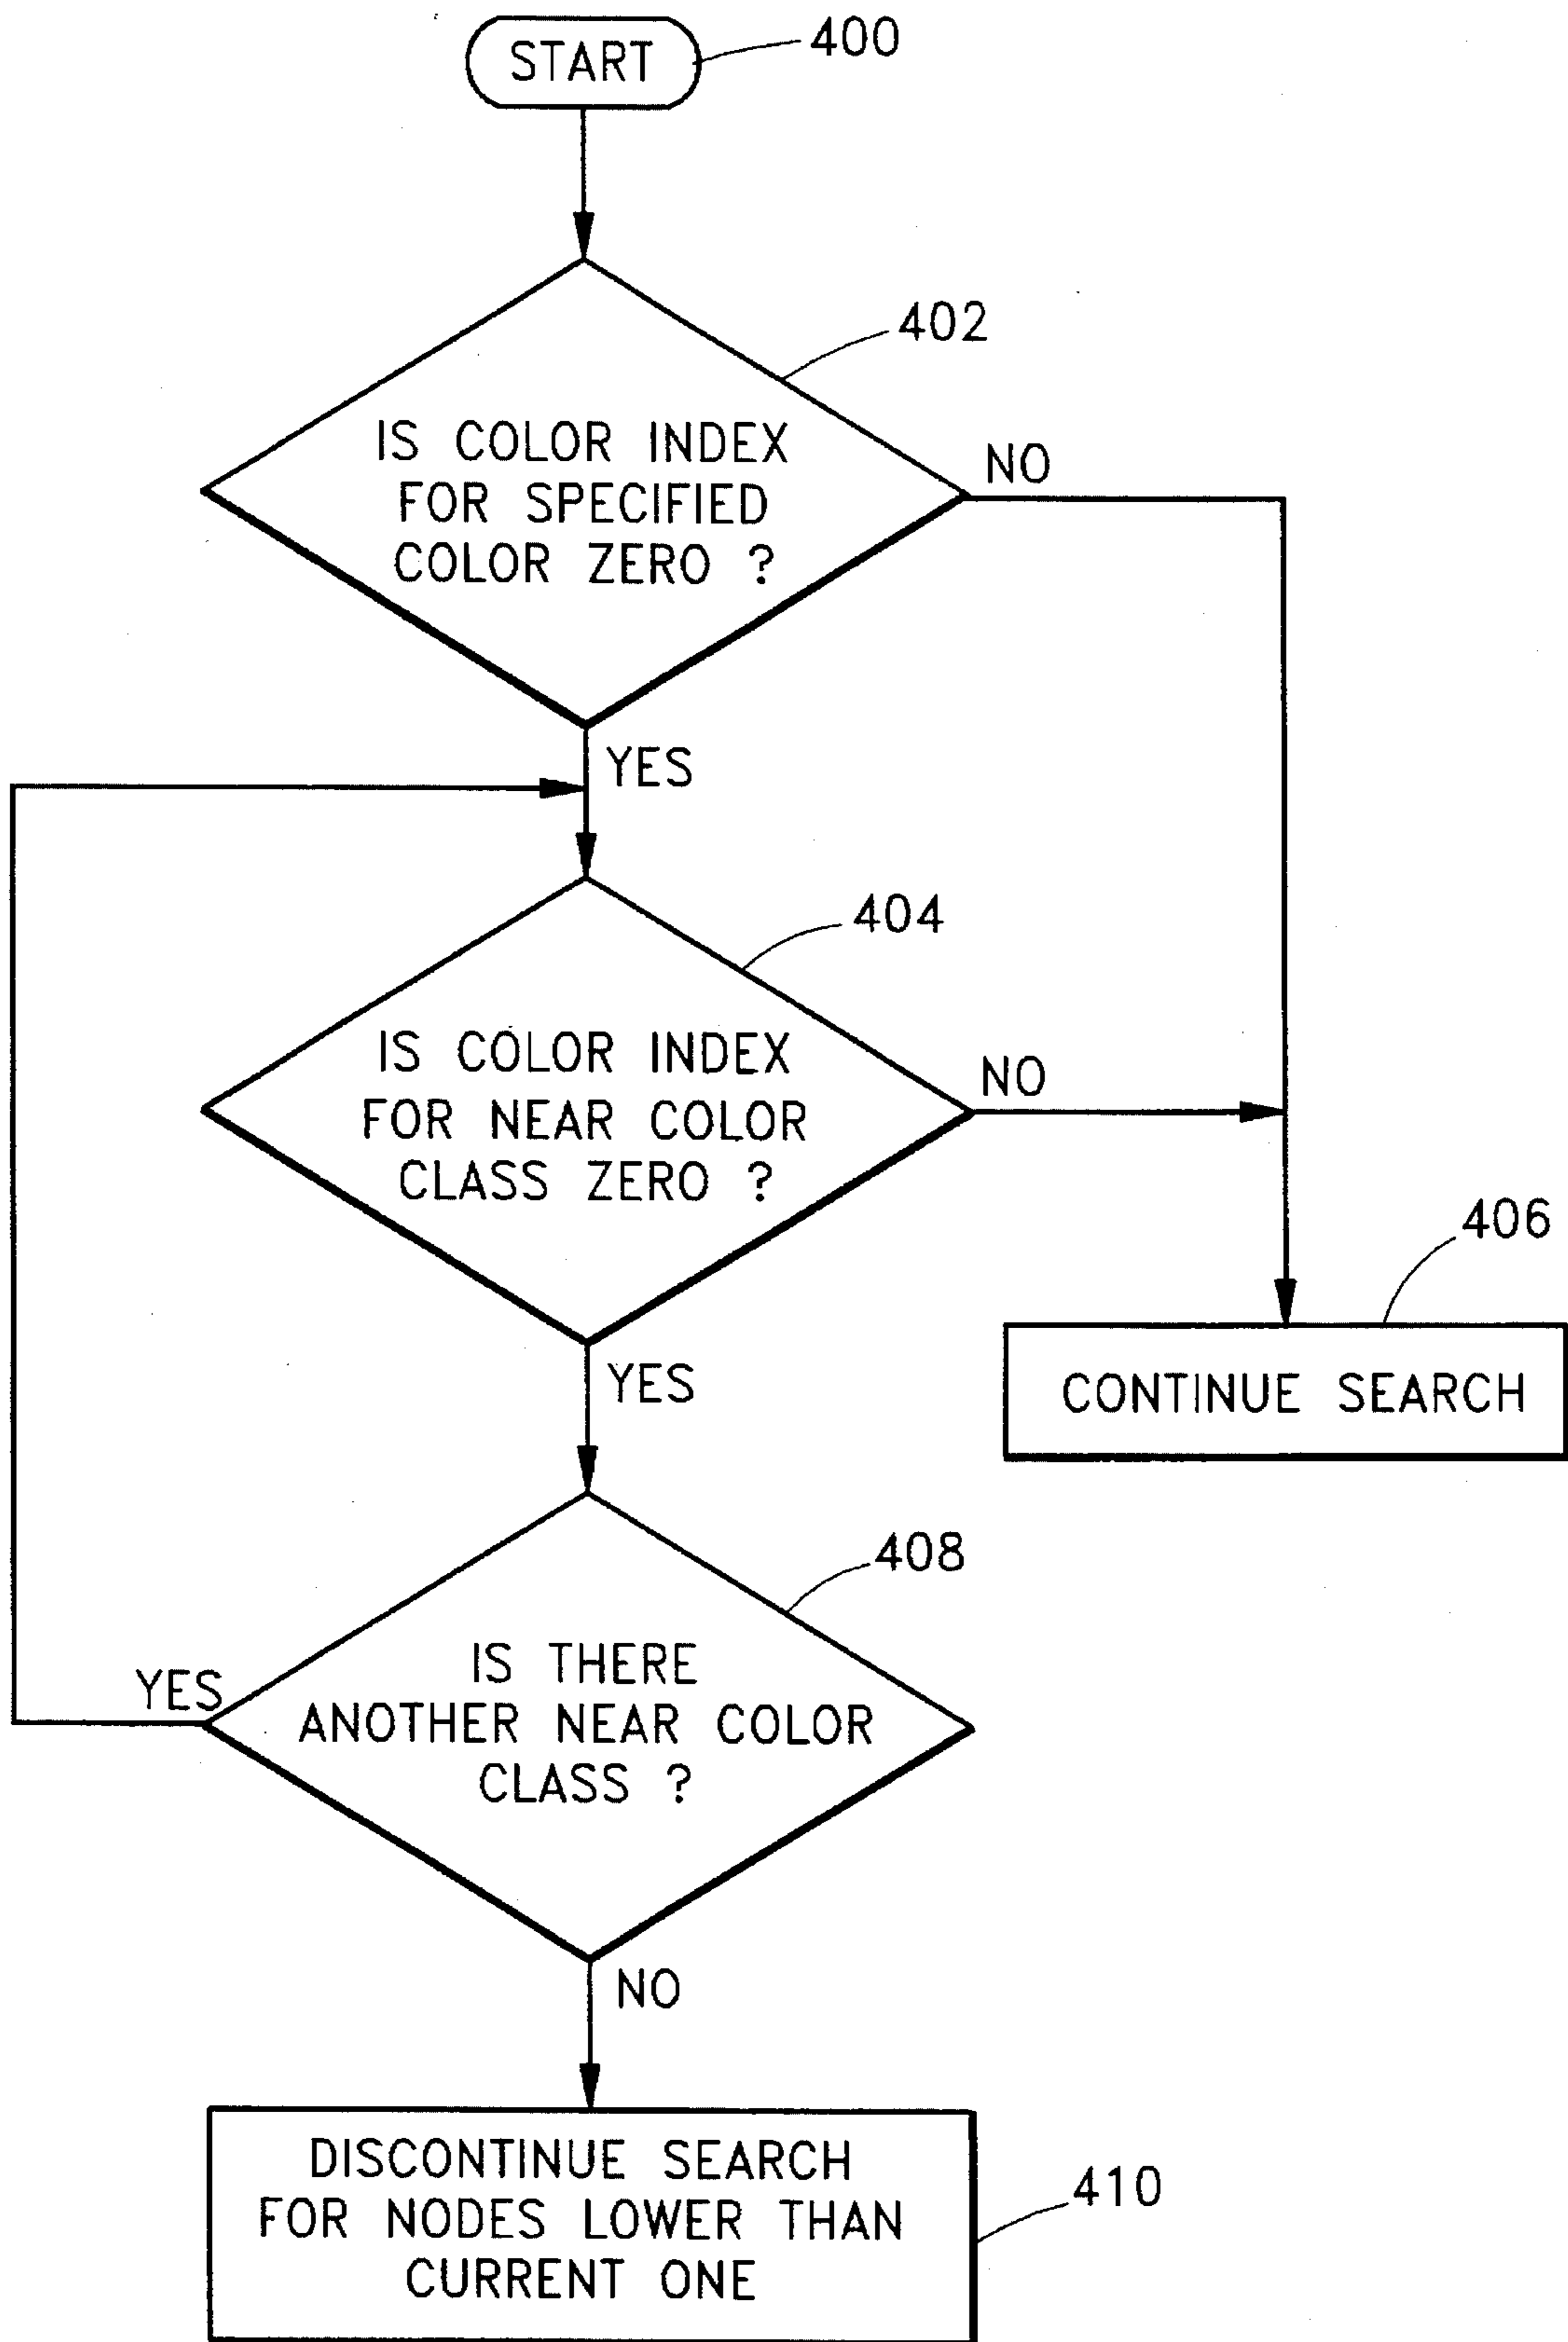 START
400
402
IS COLOR INDEX
FOR SPECIFIED
COLOR ZERO ?
NO
YES
404
IS COLOR INDEX
FOR NEAR COLOR
CLASS ZERO ?
NO
406
YES
CONTINUE SEARCH
408
IS THERE
ANOTHER NEAR COLOR
CLASS ?
YES
NO
DISCONTINUE SEARCH
FOR NODES LOWER THAN
CURRENT ONE
410